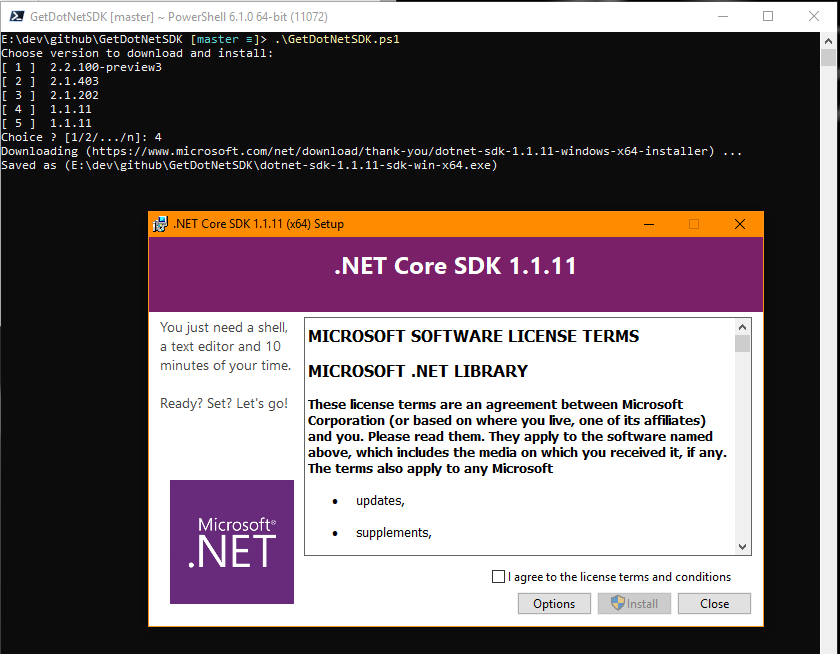 GetDotNetSDK [master] ~ PowerShell 6.1.0 64-bit (11072)
E:\dev\github\GetDotNetSDK [master ≡]> .\GetDotNetSDK.ps1
Choose version to download and install:
[ 1 ]  2.2.100-preview3
[ 2 ]  2.1.403
[ 3 ]  2.1.202
[ 4 ]  1.1.11
[ 5 ]  1.1.11
Choice ? [1/2/.../n]: 4
Downloading (https://www.microsoft.com/net/download/thank-you/dotnet-sdk-1.1.11-windows-x64-installer) ...
Saved as (E:\dev\github\GetDotNetSDK\dotnet-sdk-1.1.11-sdk-win-x64.exe)
.NET Core SDK 1.1.11 (x64) Setup
.NET Core SDK 1.1.11
You just need a shell,
a text editor and 10
minutes of your time.
Ready? Set? Let's go!
Microsoft®
.NET
MICROSOFT SOFTWARE LICENSE TERMS
MICROSOFT .NET LIBRARY
These license terms are an agreement between Microsoft
Corporation (or based on where you live, one of its affiliates)
and you. Please read them. They apply to the software named
above, which includes the media on which you received it, if any.
The terms also apply to any Microsoft
• updates,
• supplements,
I agree to the license terms and conditions
Options
Install
Close